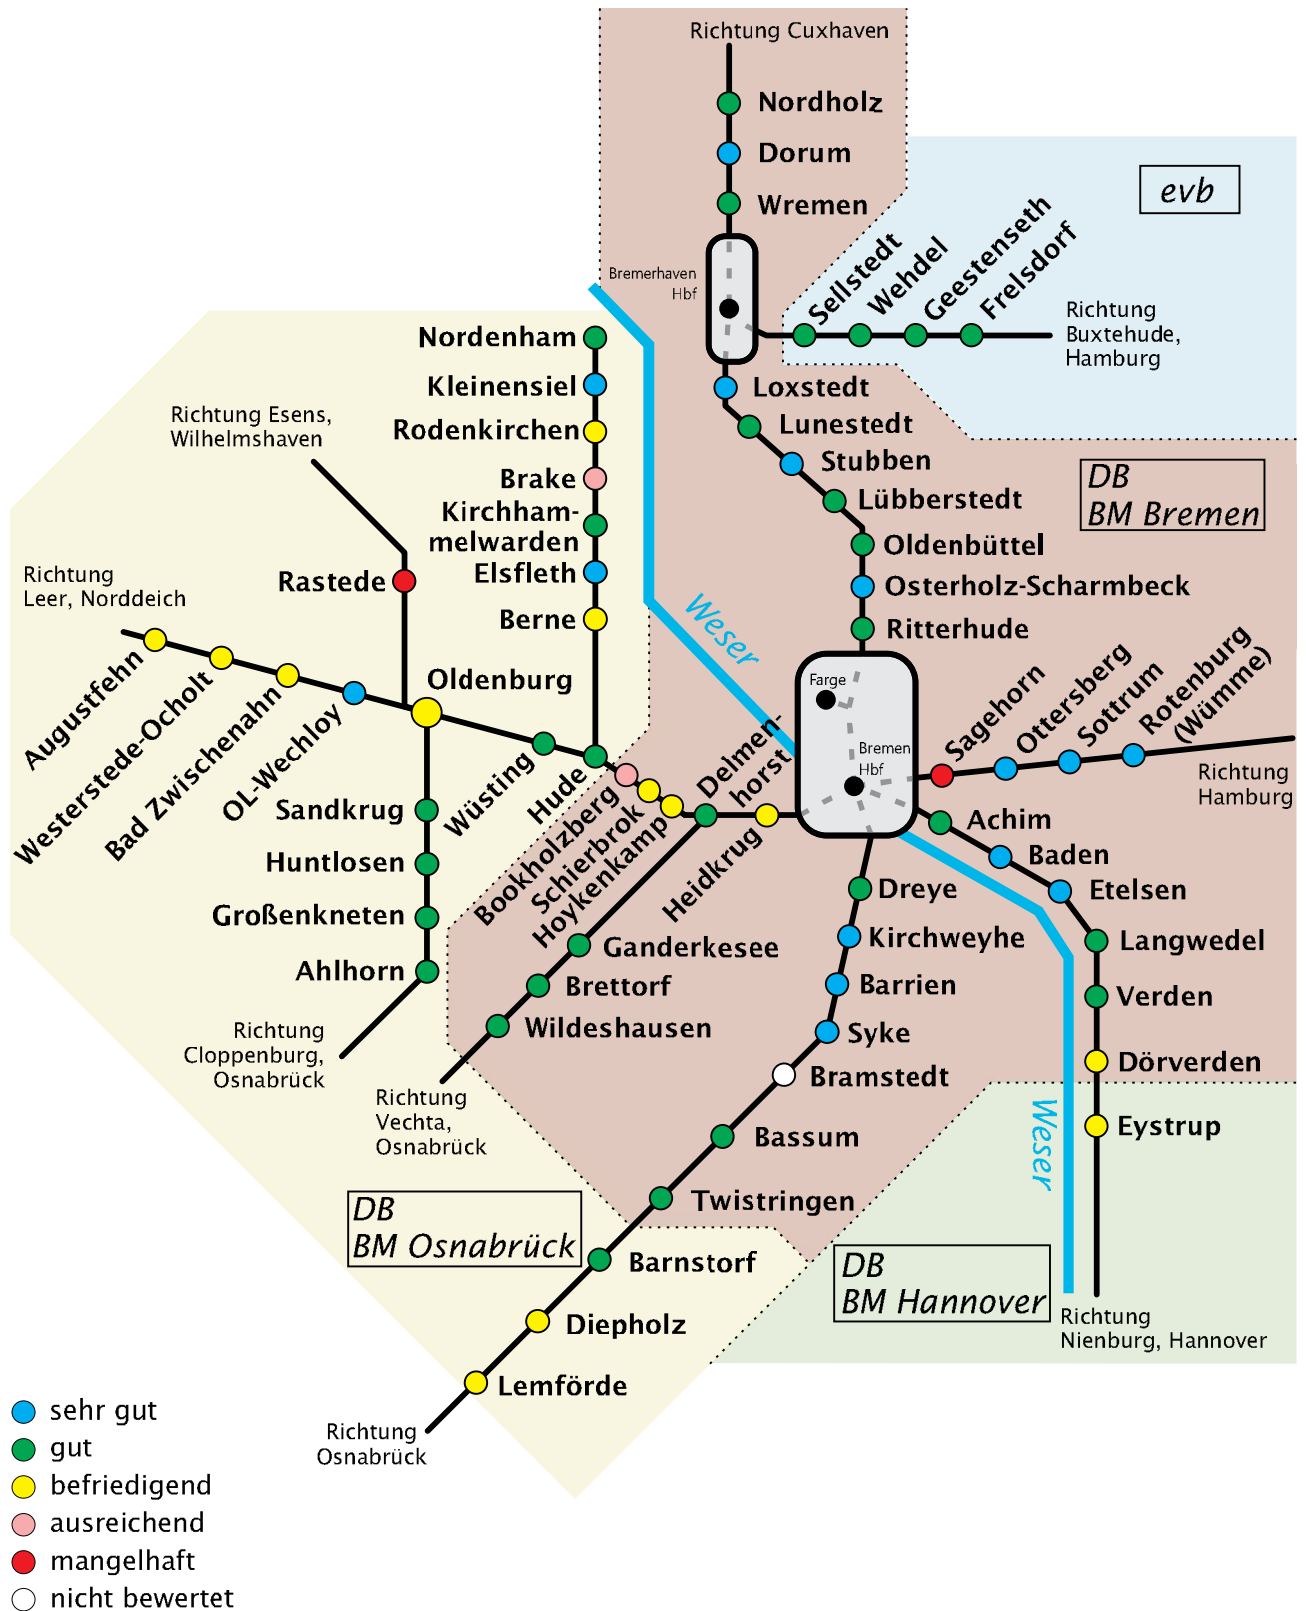 Richtung Cuxhaven
Nordholz
Dorum
Wremen
evb
Bremerhaven
Hbf
Sellstedt
Wehdel
Geestenseth
Frelsdorf
Richtung
Buxtehude,
Hamburg
Nordenham
Kleinensiel
Rodenkirchen
Brake
Kirchham-
melwarden
Elsfleth
Berne
Loxstedt
Lunestedt
Stubben
Lübberstedt
Oldenbüttel
Osterholz-Scharmbeck
Ritterhude
DB
BM Bremen
Richtung Esens,
Wilhelmshaven
Rastede
Richtung
Leer, Norddeich
Weser
Augustfehn
Westerstede-Ocholt
Bad Zwischenahn
OL-Wechloy
Oldenburg
Wüsting
Hude
Bookholzberg
Schierbrok
Hoykenkamp
Delmen-
horst
Heidkrug
Farge
Bremen
Hbf
Sagehorn
Ottersberg
Sottrum
Rotenburg
(Wümme)
Richtung
Hamburg
Sandkrug
Huntlosen
Großenkneten
Ahlhorn
Richtung
Cloppenburg,
Osnabrück
Ganderkesee
Brettorf
Wildeshausen
Richtung
Vechta,
Osnabrück
Achim
Baden
Etelsen
Langwedel
Verden
Dörverden
Eystrup
Weser
Dreye
Kirchweyhe
Barrien
Syke
Bramstedt
Bassum
Twistringen
Barnstorf
Diepholz
Lemförde
DB
BM Osnabrück
DB
BM Hannover
Richtung
Nienburg, Hannover
Richtung
Osnabrück
sehr gut
gut
befriedigend
ausreichend
mangelhaft
nicht bewertet